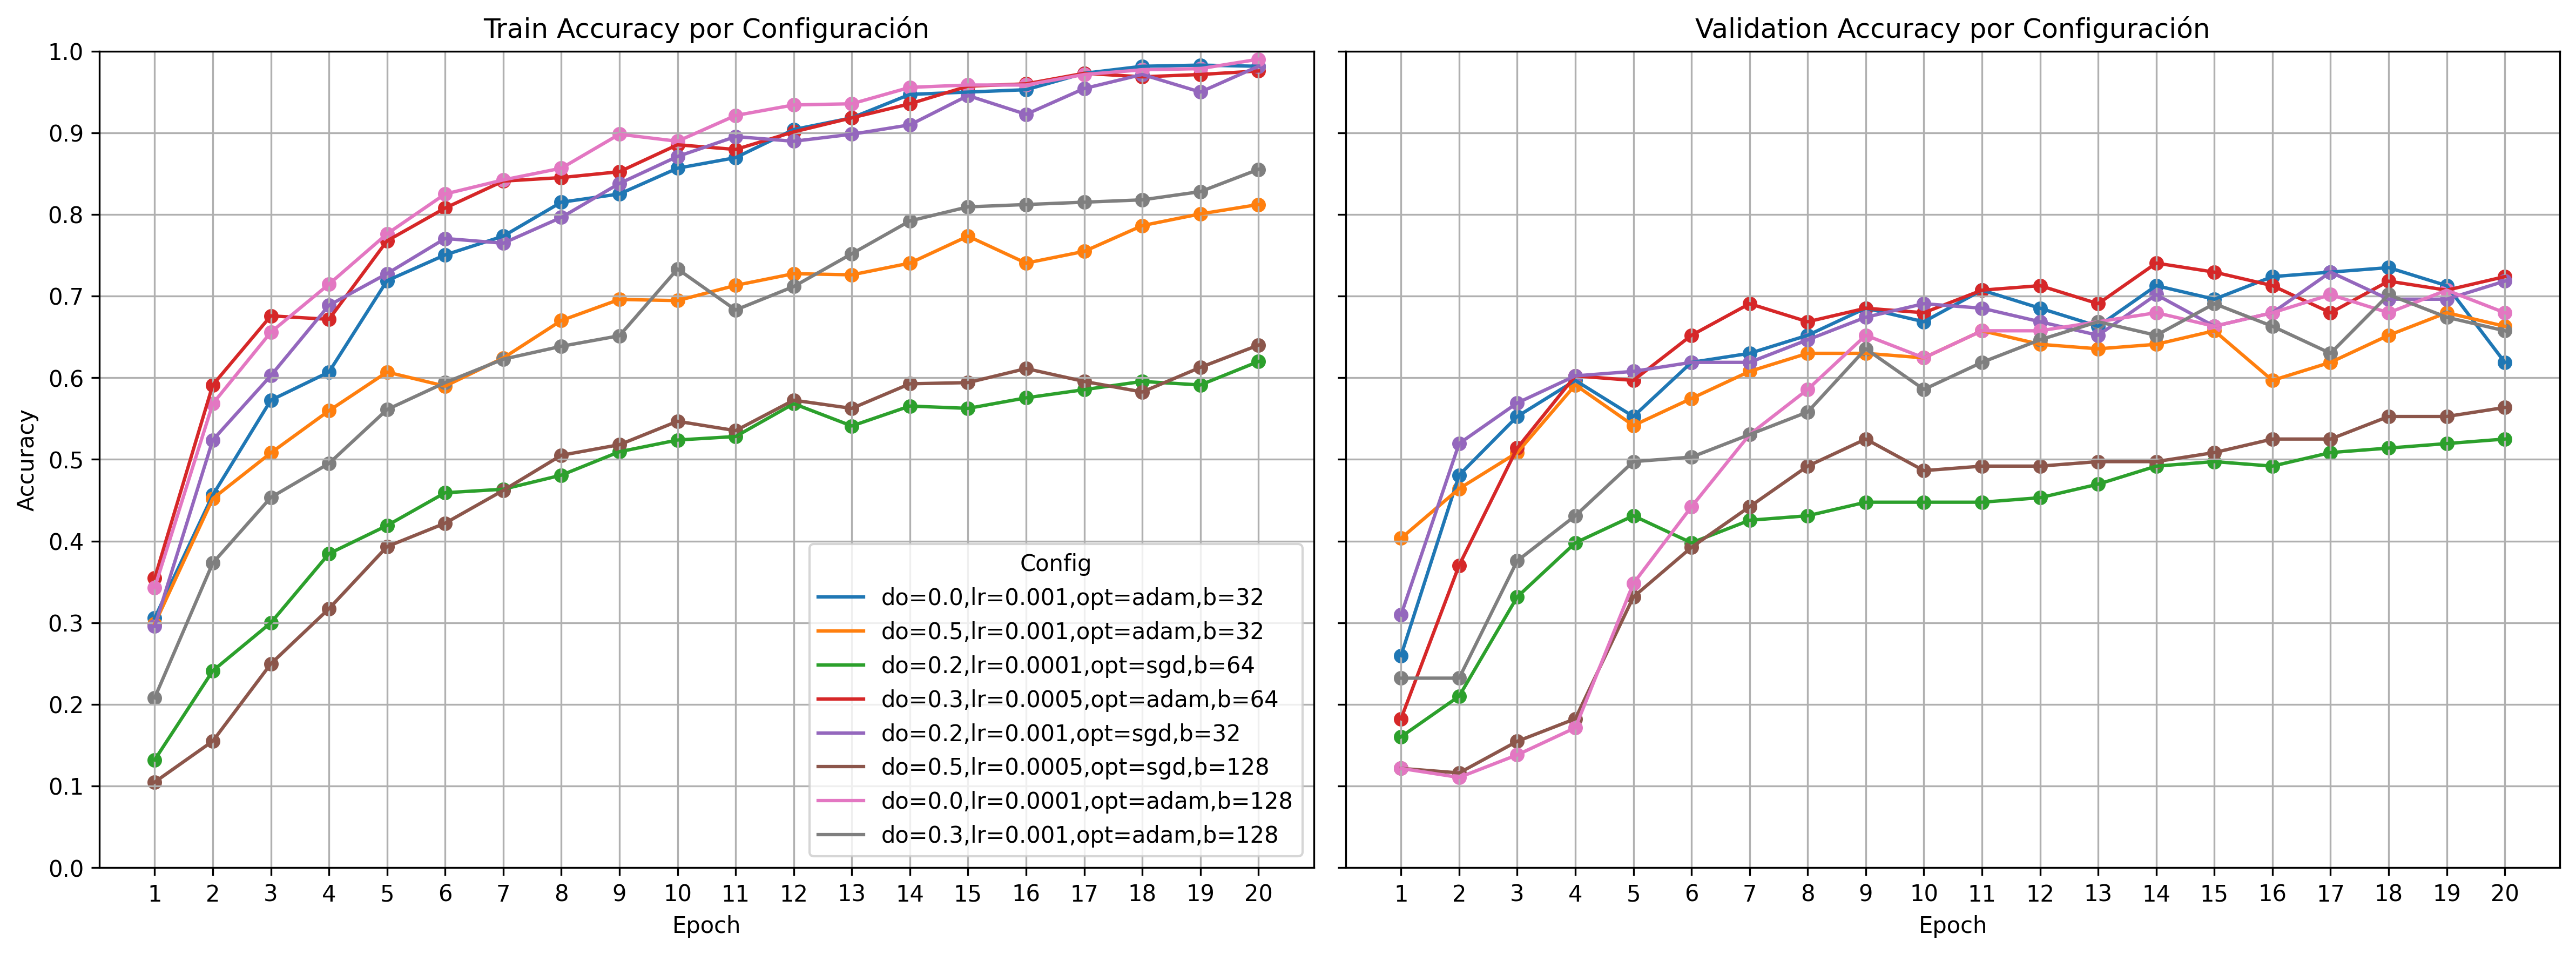 Train Accuracy por Configuración
Accuracy
1.0
0.9
0.8
0.7
0.6
0.5
0.4
0.3
0.2
0.1
0.0
Config
do=0.0,lr=0.001,opt=adam,b=32
do=0.5,lr=0.001,opt=adam,b=32
do=0.2,lr=0.0001,opt=sgd,b=64
do=0.3,lr=0.0005,opt=adam,b=64
do=0.2,lr=0.001,opt=sgd,b=32
do=0.5,lr=0.0005,opt=sgd,b=128
do=0.0,lr=0.0001,opt=adam,b=128
do=0.3,lr=0.001,opt=adam,b=128
1 2 3 4 5 6 7 8 9 10 11 12 13 14 15 16 17 18 19 20
Epoch
Validation Accuracy por Configuración
1 2 3 4 5 6 7 8 9 10 11 12 13 14 15 16 17 18 19 20
Epoch